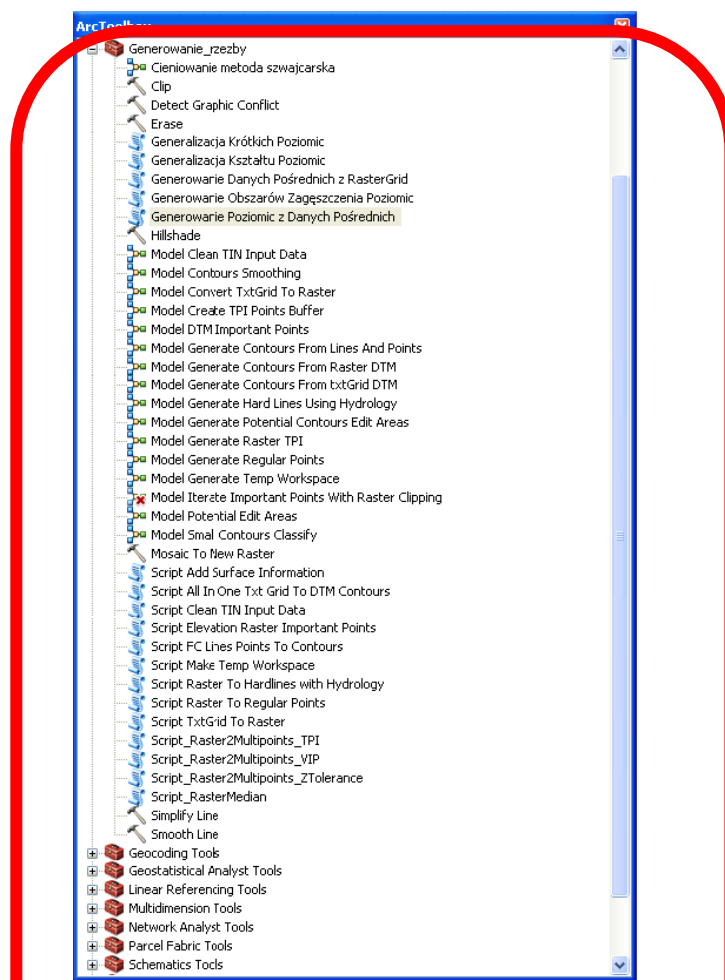 ArcToolbox
Generowanie_rzezby
Cieniowanie metoda szwajcarska
Clip
Detect Graphic Conflict
Erase
Generalizacja Krótkich Poziomic
Generalizacja Kształtu Poziomic
Generowanie Danych Pośrednich z RasterGrid
Generowanie Obszarów Zagęszczenia Poziomic
Generowanie Poziomic z Danych Pośrednich
Hillshade
Model Clean TIN Input Data
Model Contours Smoothing
Model Convert TxtGrid To Raster
Model Create TPI Points Buffer
Model DTM Important Points
Model Generate Contours From Lines And Points
Model Generate Contours From Raster DTM
Model Generate Contours From txtGrid DTM
Model Generate Hard Lines Using Hydrology
Model Generate Potential Contours Edit Areas
Model Generate Raster TPI
Model Generate Regular Points
Model Generate Temp Workspace
Model Iterate Important Points With Raster Clipping
Model Potential Edit Areas
Model Small Contours Classify
Mosaic To New Raster
Script Add Surface Information
Script All In One Txt Grid To DTM Contours
Script Clean TIN Input Data
Script Elevation Raster Important Points
Script FC Lines Points To Contours
Script Make Temp Workspace
Script Raster To Hardlines with Hydrology
Script Raster To Regular Points
Script TxtGrid To Raster
Script_Raster2Multipoints_TPI
Script_Raster2Multipoints_VIP
Script_Raster2Multipoints_ZTolerance
Script_RasterMedian
Simplify Line
Smooth Line
Geocoding Tools
Geostatistical Analyst Tools
Linear Referencing Tools
Multidimension Tools
Network Analyst Tools
Parcel Fabric Tools
Schematics Tools